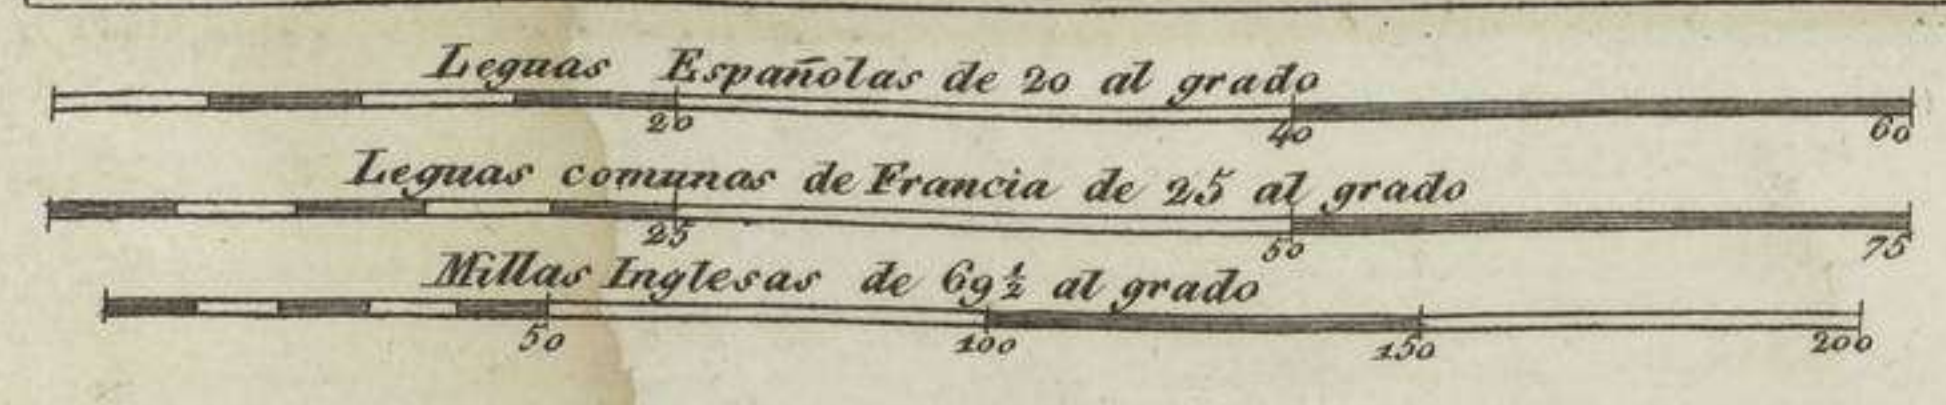 Leguas Españolas de 20 al grado
20 40 60
Leguas comunas de Francia de 25 al grado
25 50 75
Millas Inglesas de 69½ al grado
50 100 150 200